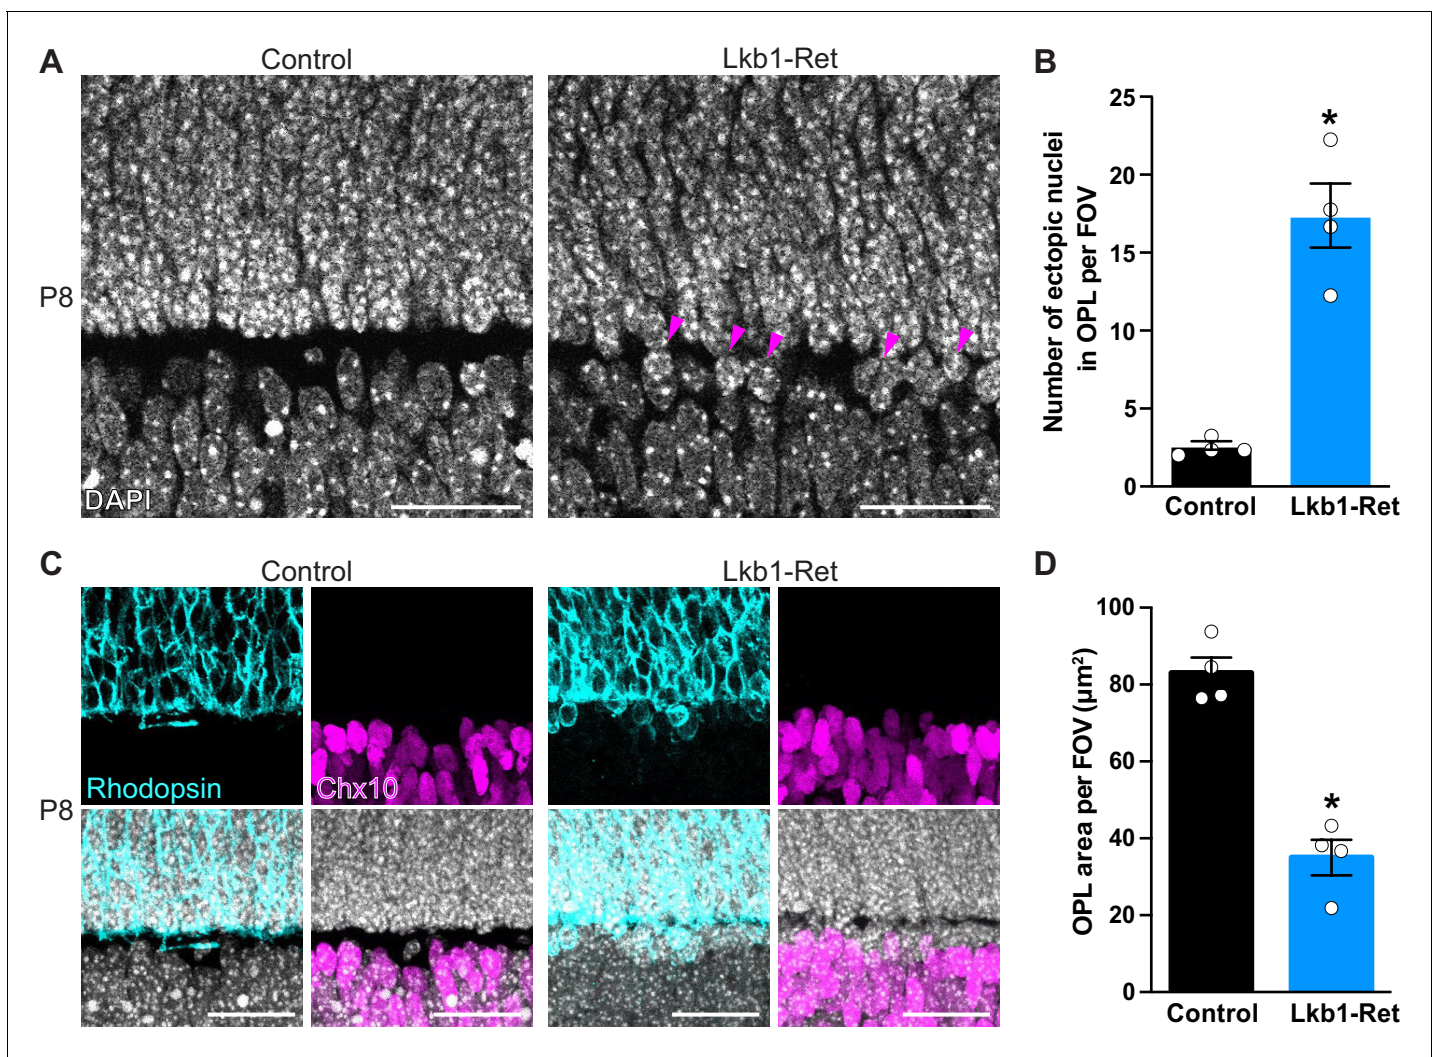 A
Control
Lkb1-Ret
P8
DAPI
B
Number of ectopic nuclei
in OPL per FOV
25
20
15
10
5
0
*
Control
Lkb1-Ret
C
Control
Lkb1-Ret
Rhodopsin
Chx10
P8
D
OPL area per FOV (µm²)
100
80
60
40
20
0
*
Control
Lkb1-Ret